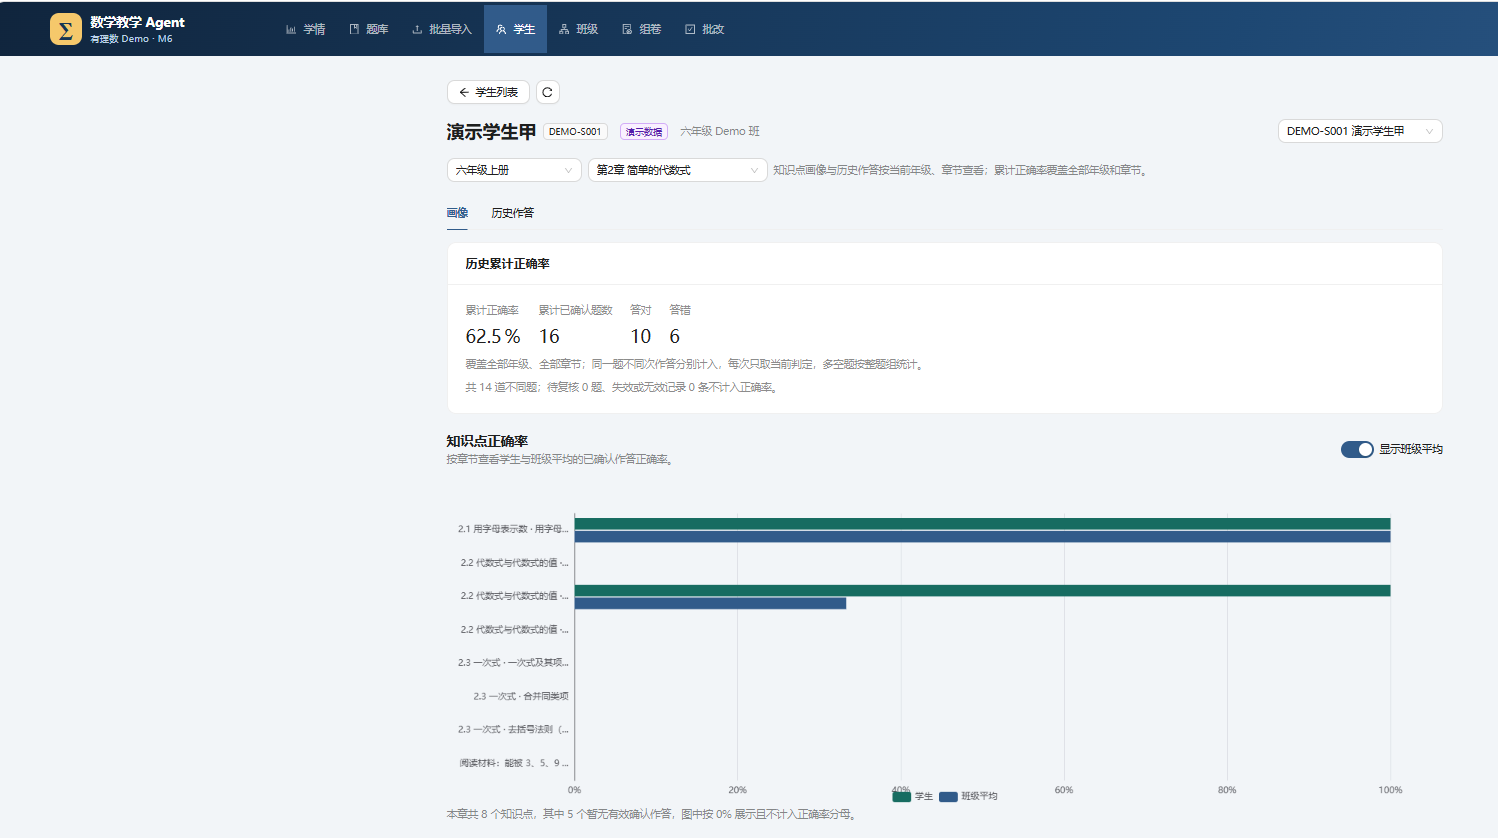 数学教学 Agent
有理数 Demo · M6
学情 题库 批量导入 学生 班级 组卷 批改
学生列表
演示学生甲 DEMO-S001 演示数据 六年级 Demo 班
DEMO-S001 演示学生甲
六年级上册 第2章 简单的代数式 知识点画像与历史作答按当前年级、章节查看；累计正确率覆盖全部年级和章节。
画像 历史作答
历史累计正确率
累计正确率 累计已确认题数 答对 答错
62.5 % 16 10 6
覆盖全部年级、全部章节；同一题不同次作答分别计入，每次只取当前判定，多空题按整题组统计。
共 14 道不同题；待复核 0 题、失效或无效记录 0 条不计入正确率。
知识点正确率
按章节查看学生与班级平均的已确认作答正确率。
显示班级平均
2.1 用字母表示数 · 用字母...
2.2 代数式与代数式的值 ·...
2.2 代数式与代数式的值 ·...
2.2 代数式与代数式的值 ·...
2.3 一次式 · 一次式及其项...
2.3 一次式 · 合并同类项
2.3 一次式 · 去括号法则（...
阅读材料：能被 3、5、9 ...
0% 20% 40% 60% 80% 100%
学生 班级平均
本章共 8 个知识点，其中 5 个暂无有效确认作答，图中按 0% 展示且不计入正确率分母。